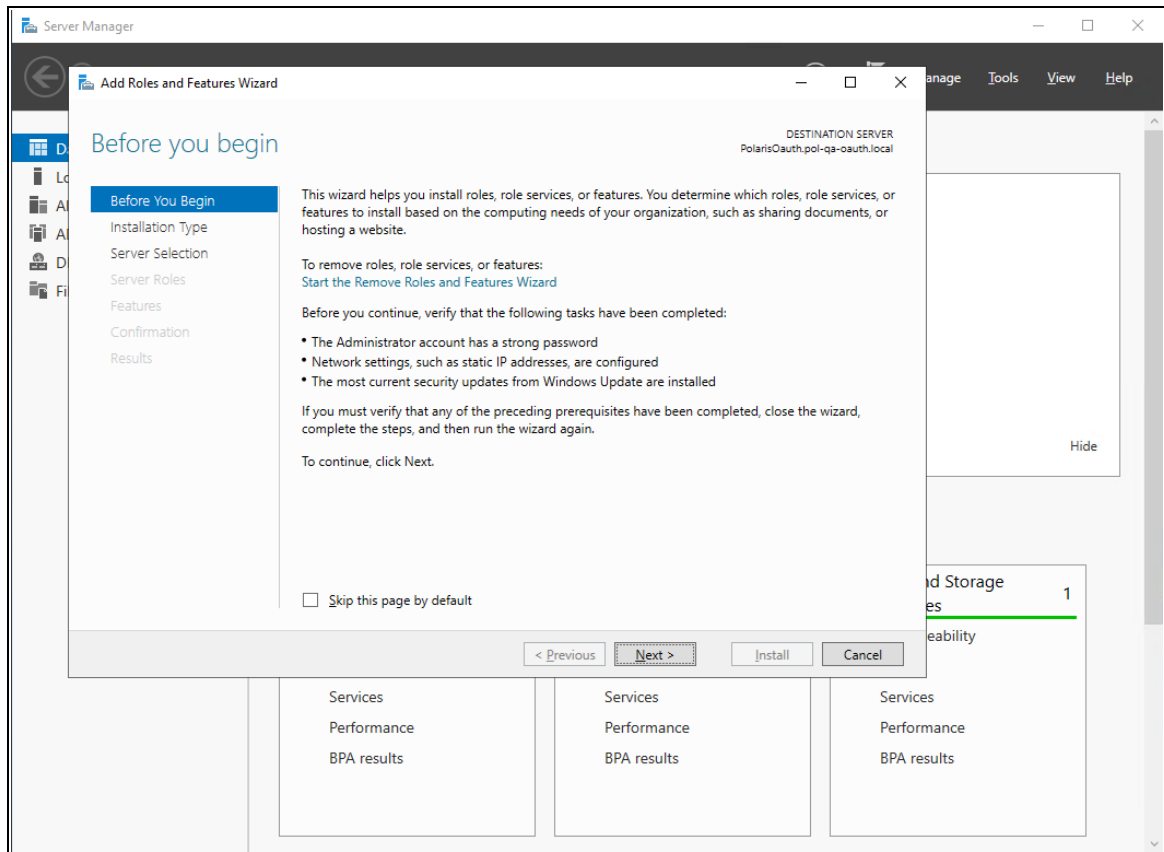 Server Manager
anage Tools View Help
Add Roles and Features Wizard
Before you begin
DESTINATION SERVER
PolarisOauth.pol-qa-oauth.local
Before You Begin
Installation Type
Server Selection
Server Roles
Features
Confirmation
Results
This wizard helps you install roles, role services, or features. You determine which roles, role services, or
features to install based on the computing needs of your organization, such as sharing documents, or
hosting a website.
To remove roles, role services, or features:
Start the Remove Roles and Features Wizard
Before you continue, verify that the following tasks have been completed:
• The Administrator account has a strong password
• Network settings, such as static IP addresses, are configured
• The most current security updates from Windows Update are installed
If you must verify that any of the preceding prerequisites have been completed, close the wizard,
complete the steps, and then run the wizard again.
To continue, click Next.
Skip this page by default
< Previous Next > Install Cancel
D
Lo
Al
Al
D
Fi
Hide
nd Storage
es
1
eability
Services
Performance
BPA results
Services
Performance
BPA results
Services
Performance
BPA results